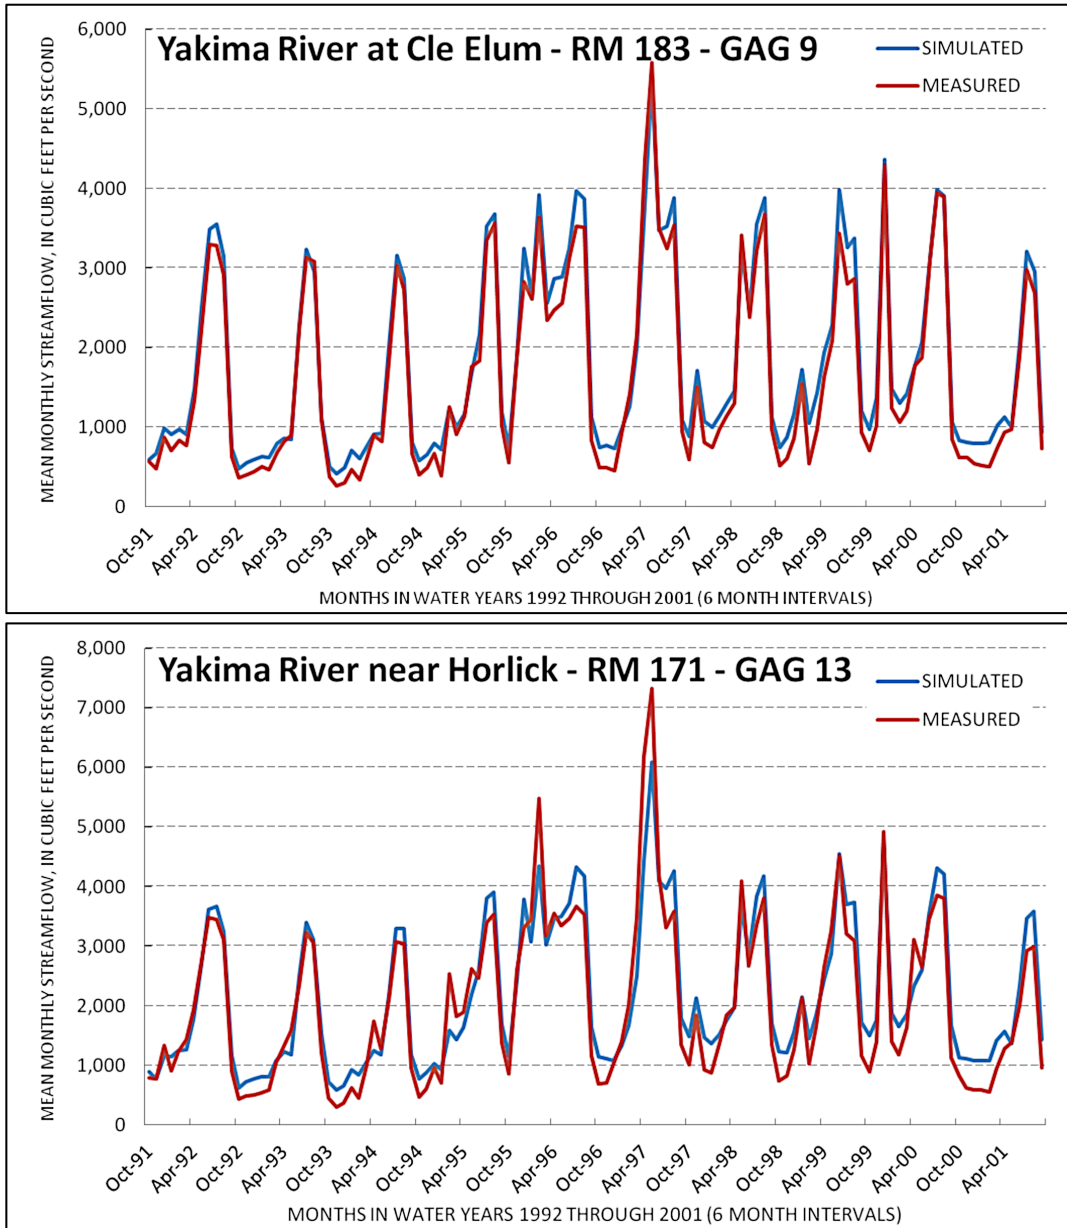 Yakima River at Cle Elum - RM 183 - GAG 9
SIMULATED
MEASURED
MEAN MONTHLY STREAMFLOW, IN CUBIC FEET PER SECOND
6,000
5,000
4,000
3,000
2,000
1,000
0
Oct-91
Apr-92
Oct-92
Apr-93
Oct-93
Apr-94
Oct-94
Apr-95
Oct-95
Apr-96
Oct-96
Apr-97
Oct-97
Apr-98
Oct-98
Apr-99
Oct-99
Apr-00
Oct-00
Apr-01
MONTHS IN WATER YEARS 1992 THROUGH 2001 (6 MONTH INTERVALS)
Yakima River near Horlick - RM 171 - GAG 13
SIMULATED
MEASURED
MEAN MONTHLY STREAMFLOW, IN CUBIC FEET PER SECOND
8,000
7,000
6,000
5,000
4,000
3,000
2,000
1,000
0
Oct-91
Apr-92
Oct-92
Apr-93
Oct-93
Apr-94
Oct-94
Apr-95
Oct-95
Apr-96
Oct-96
Apr-97
Oct-97
Apr-98
Oct-98
Apr-99
Oct-99
Apr-00
Oct-00
Apr-01
MONTHS IN WATER YEARS 1992 THROUGH 2001 (6 MONTH INTERVALS)